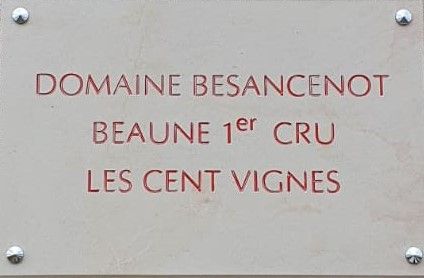 DOMAINE BESANCENOT
BEAUNE 1er CRU
LES CENT VIGNES